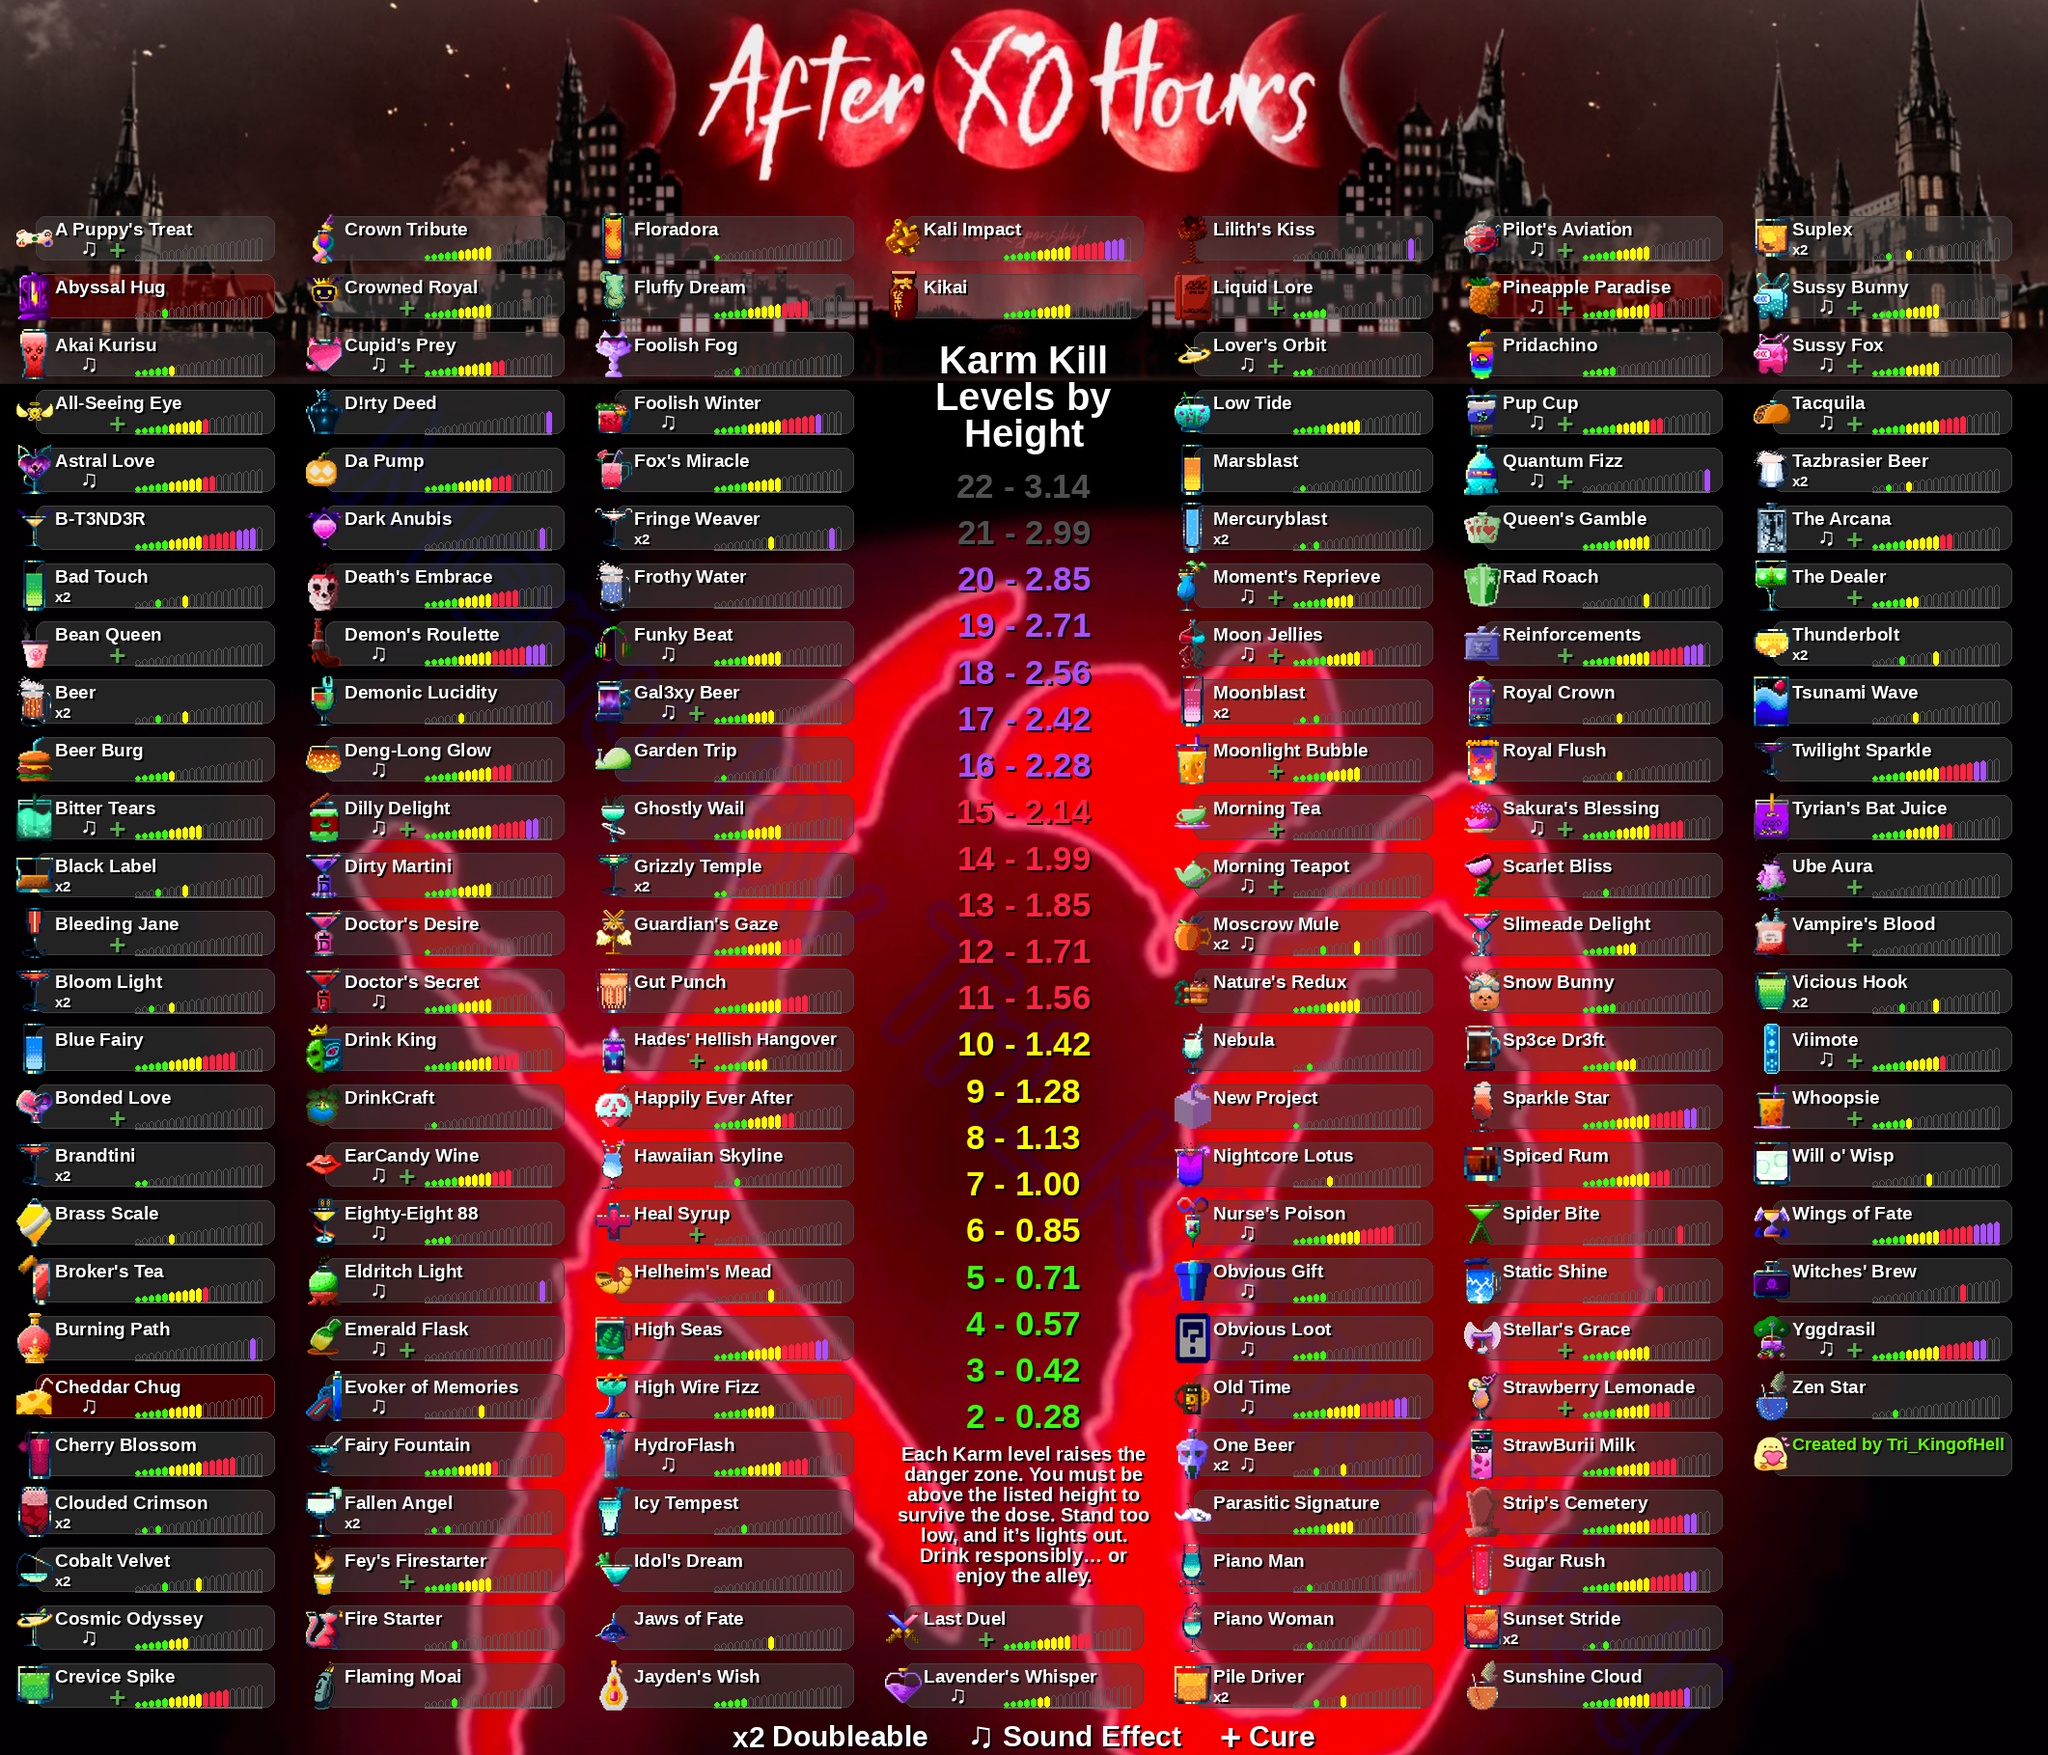 After XO Hours
A Puppy's Treat
♫ +
Abyssal Hug
Akai Kurisu
♫
All-Seeing Eye
+
Astral Love
♫
B-T3ND3R
Bad Touch
x2
Bean Queen
+
Beer
x2
Beer Burg
Bitter Tears
♫ +
Black Label
x2
Bleeding Jane
+
Bloom Light
x2
Blue Fairy
Bonded Love
+
Brandtini
x2
Brass Scale
Broker's Tea
Burning Path
Cheddar Chug
♫
Cherry Blossom
Clouded Crimson
x2
Cobalt Velvet
x2
Cosmic Odyssey
♫
Crevice Spike
+
Crown Tribute
Crowned Royal
+
Cupid's Prey
♫ +
D!rty Deed
Da Pump
Dark Anubis
Death's Embrace
Demon's Roulette
♫
Demonic Lucidity
Deng-Long Glow
♫
Dilly Delight
♫ +
Dirty Martini
Doctor's Desire
Doctor's Secret
♫
Drink King
DrinkCraft
EarCandy Wine
♫ +
Eighty-Eight 88
♫
Eldritch Light
♫
Emerald Flask
♫ +
Evoker of Memories
♫
Fairy Fountain
Fallen Angel
x2
Fey's Firestarter
+
Fire Starter
Flaming Moai
Floradora
Fluffy Dream
Foolish Fog
Foolish Winter
♫
Fox's Miracle
Fringe Weaver
x2
Frothy Water
Funky Beat
♫
Gal3xy Beer
♫ +
Garden Trip
Ghostly Wail
Grizzly Temple
x2
Guardian's Gaze
Gut Punch
Hades' Hellish Hangover
+
Happily Ever After
Hawaiian Skyline
Heal Syrup
+
Helheim's Mead
High Seas
High Wire Fizz
HydroFlash
♫
Icy Tempest
Idol's Dream
Jaws of Fate
Jayden's Wish
Kali Impact
Kikai
Karm Kill
Levels by
Height
22 - 3.14
21 - 2.99
20 - 2.85
19 - 2.71
18 - 2.56
17 - 2.42
16 - 2.28
15 - 2.14
14 - 1.99
13 - 1.85
12 - 1.71
11 - 1.56
10 - 1.42
9 - 1.28
8 - 1.13
7 - 1.00
6 - 0.85
5 - 0.71
4 - 0.57
3 - 0.42
2 - 0.28
Each Karm level raises the
danger zone. You must be
above the listed height to
survive the dose. Stand too
low, and it's lights out.
Drink responsibly... or
enjoy the alley.
Last Duel
+
Lavender's Whisper
♫
Lilith's Kiss
Liquid Lore
+
Lover's Orbit
♫ +
Low Tide
Marsblast
Mercuryblast
x2
Moment's Reprieve
♫ +
Moon Jellies
♫ +
Moonblast
x2
Moonlight Bubble
+
Morning Tea
+
Morning Teapot
♫ +
Moscrow Mule
x2 ♫
Nature's Redux
Nebula
New Project
Nightcore Lotus
Nurse's Poison
♫
Obvious Gift
♫
Obvious Loot
♫
Old Time
♫
One Beer
x2 ♫
Parasitic Signature
Piano Man
Piano Woman
Pile Driver
x2
Pilot's Aviation
♫ +
Pineapple Paradise
♫ +
Pridachino
Pup Cup
♫ +
Quantum Fizz
♫ +
Queen's Gamble
Rad Roach
Reinforcements
+
Royal Crown
Royal Flush
Sakura's Blessing
♫ +
Scarlet Bliss
Slimeade Delight
Snow Bunny
Sp3ce Dr3ft
Sparkle Star
Spiced Rum
Spider Bite
Static Shine
Stellar's Grace
+
Strawberry Lemonade
+
StrawBurii Milk
Strip's Cemetery
Sugar Rush
Sunset Stride
x2
Sunshine Cloud
Suplex
x2
Sussy Bunny
♫ +
Sussy Fox
♫ +
Tacquila
♫ +
Tazbrasier Beer
x2
The Arcana
♫ +
The Dealer
+
Thunderbolt
x2
Tsunami Wave
Twilight Sparkle
Tyrian's Bat Juice
Ube Aura
+
Vampire's Blood
+
Vicious Hook
x2
Viimote
♫ +
Whoopsie
+
Will o' Wisp
Wings of Fate
Witches' Brew
Yggdrasil
♫ +
Zen Star
Created by Tri_KingofHell
x2 Doubleable ♫ Sound Effect + Cure